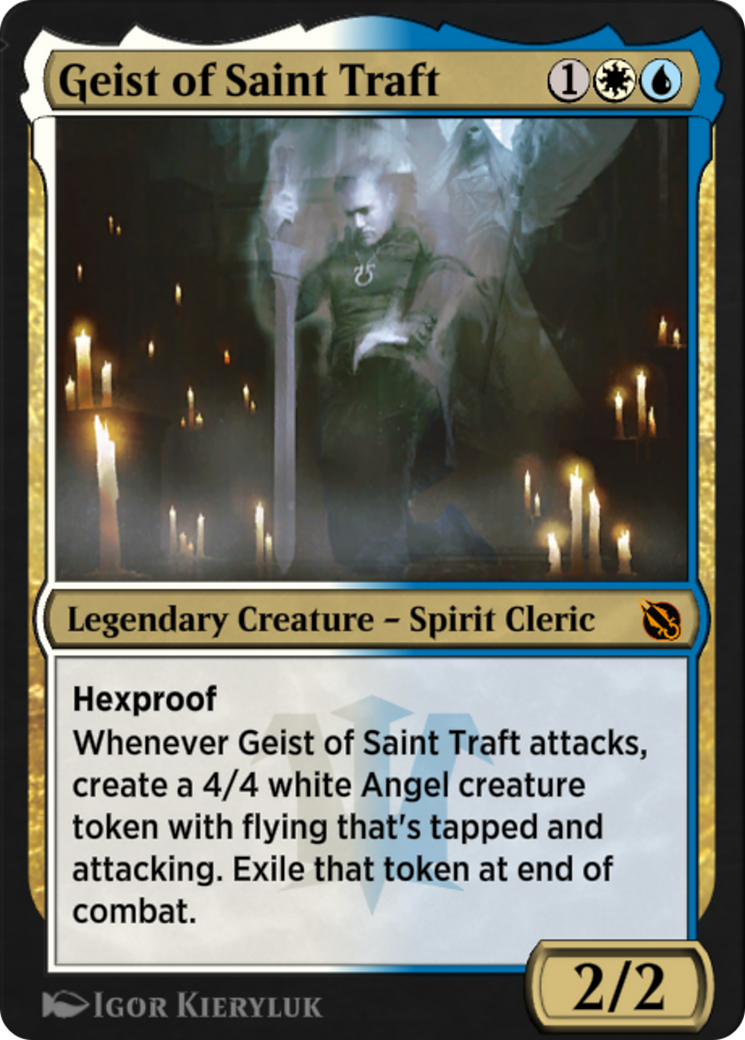 Geist of Saint Traft 1
Legendary Creature – Spirit Cleric
Hexproof
Whenever Geist of Saint Traft attacks,
create a 4/4 white Angel creature
token with flying that's tapped and
attacking. Exile that token at end of
combat.
2/2
Igor Kieryluk